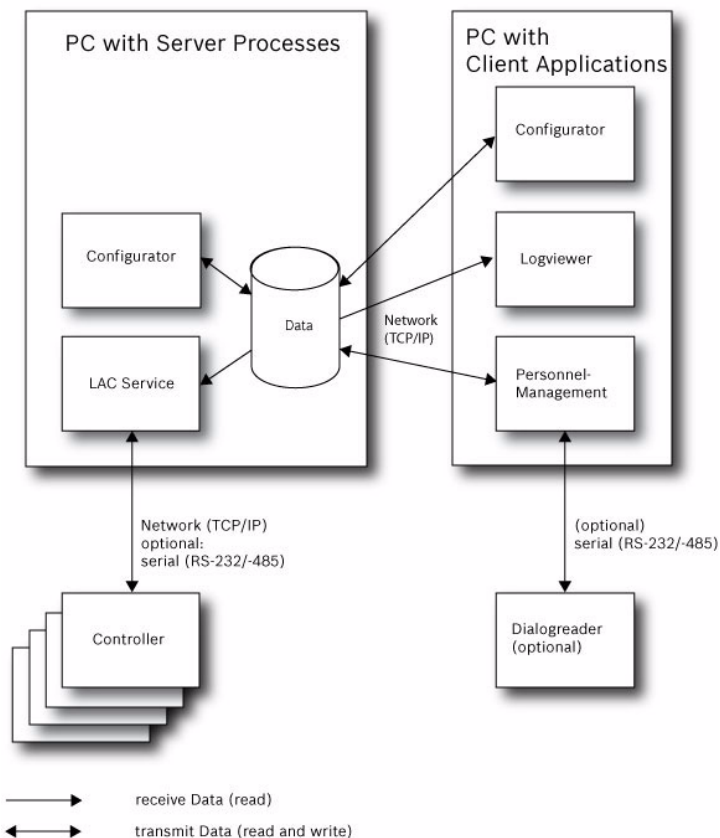 PC with Server Processes
PC with
Client Applications
Configurator
Configurator
Logviewer
Data
Network
(TCP/IP)
LAC Service
Personnel-
Management
Network (TCP/IP)
optional:
serial (RS-232/-485)
(optional)
serial (RS-232/-485)
Controller
Dialogreader
(optional)
receive Data (read)
transmit Data (read and write)